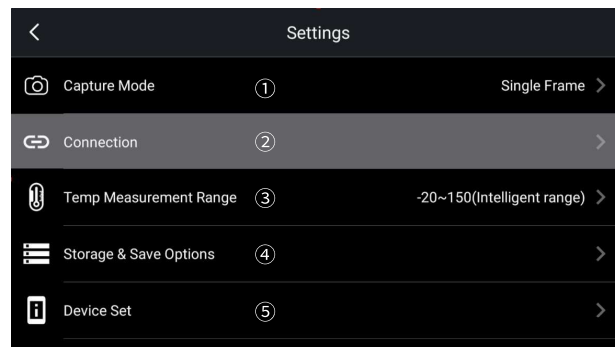 Settings
Capture Mode ① Single Frame
Connection ②
Temp Measurement Range ③ -20~150(Intelligent range)
Storage & Save Options ④
Device Set ⑤